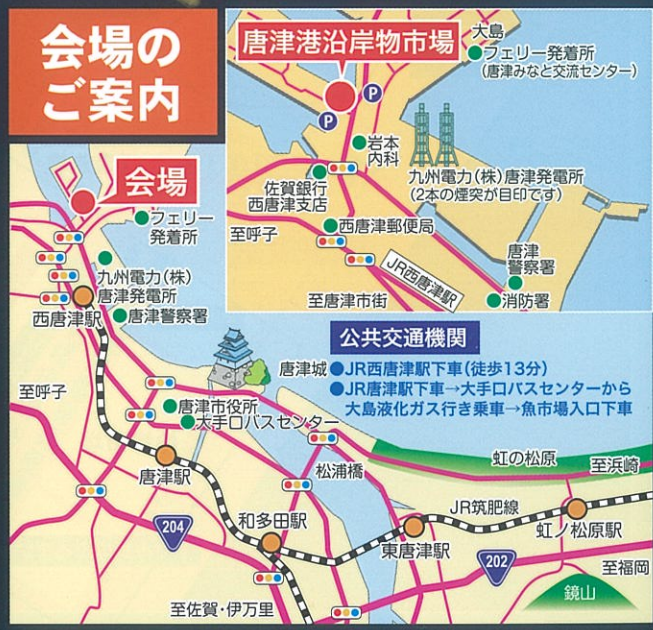 会場の
ご案内
唐津港沿岸物市場
大島
フェリー発着所
(唐津みなと交流センター)
P
P
岩本
内科
九州電力(株)唐津発電所
(2本の煙突が目印です)
佐賀銀行
西唐津支店
西唐津郵便局
至呼子
JR西唐津駅
唐津
警察署
消防署
至唐津市街
会場
フェリー
発着所
九州電力(株)
唐津発電所
西唐津駅
唐津警察署
至呼子
公共交通機関
唐津城
●JR西唐津駅下車(徒歩13分)
●JR唐津駅下車→大手口バスセンターから
大島液化ガス行き乗車→魚市場入口下車
唐津市役所
大手口バスセンター
唐津駅
松浦橋
虹の松原
至浜崎
JR筑肥線
204
和多田駅
東唐津駅
虹ノ松原駅
202
至福岡
鏡山
至佐賀・伊万里